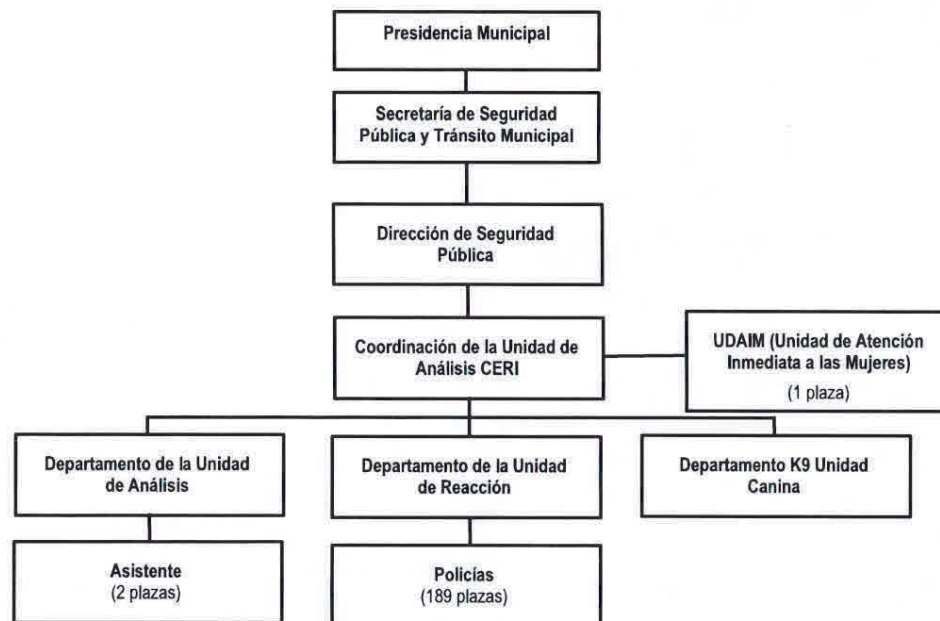 Presidencia Municipal
Secretaría de Seguridad
Pública y Tránsito Municipal
Dirección de Seguridad
Pública
Coordinación de la Unidad de
Análisis CERI
UDAIM (Unidad de Atención
Inmediata a las Mujeres)
(1 plaza)
Departamento de la Unidad
de Análisis
Departamento de la Unidad
de Reacción
Departamento K9 Unidad
Canina
Asistente
(2 plazas)
Policías
(189 plazas)